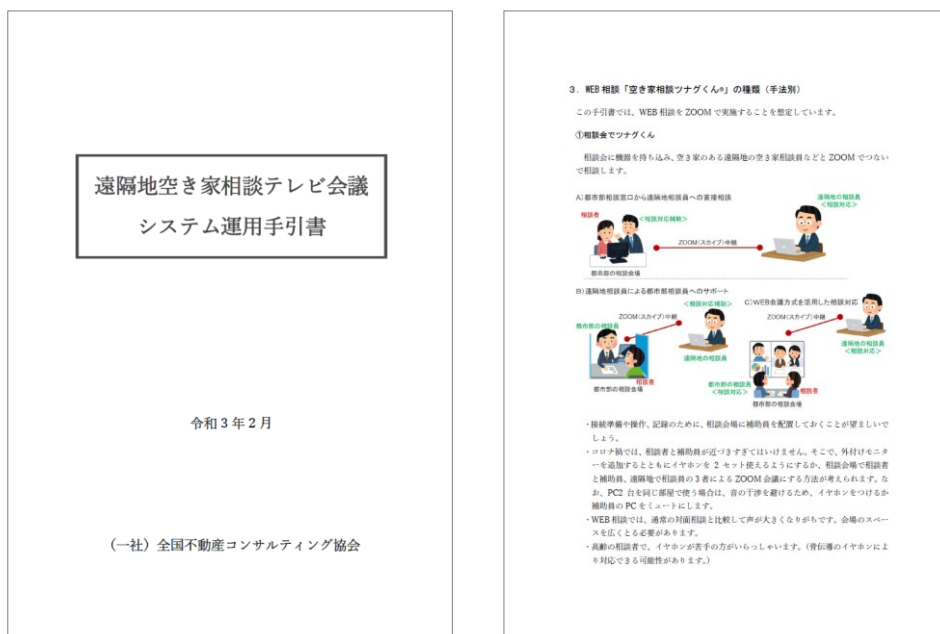 遠隔地空き家相談テレビ会議
システム運用手引書
令和3年2月
(一社)全国不動産コンサルティング協会
3．WEB相談「空き家相談ツナグくん®」の種類（手法別）
この手引書では、WEB相談をZOOMで実施することを想定しています。
①相談会でツナグくん
相談会に機器を持ち込み、空き家のある遠隔地の空き家相談員などとZOOMでつない
で相談します。
A)都市部相談窓口から遠隔地相談員への直接相談
遠隔地の相談員
<相談対応>
相談者
<相談対応補助>
ZOOM(スカイプ)中継
都市部の相談会場
B)遠隔地相談員による都市部相談員へのサポート
<相談対応補助>
ZOOM(スカイプ)中継
都市部の相談員
遠隔地の相談員
相談者
都市部の相談会場
C)WEB会議方式を活用した相談対応
ZOOM(スカイプ)中継
遠隔地の相談員
<相談対応>
都市部の相談員
<相談対応>
相談者
都市部の相談会場
・接続準備や操作、記録のために、相談会場に補助員を配置しておくことが望ましいで
しょう。
・コロナ禍では、相談者と補助員が近づきすぎてはいけません。そこで、外付けモニタ
ーを追加するとともにイヤホンを2セット使えるようにするか、相談会場で相談者
と補助員、遠隔地で相談員の3者によるZOOM会議にする方法が考えられます。な
お、PC2台を同じ部屋で使う場合は、音の干渉を避けるため、イヤホンをつけるか
補助員のPCをミュートにします。
・WEB相談では、通常の対面相談と比較して声が大きくなりがちです。会場のスペー
スを広くとる必要があります。
・高齢の相談者で、イヤホンが苦手の方がいらっしゃいます。(骨伝導のイヤホンによ
り対応できる可能性があります。)